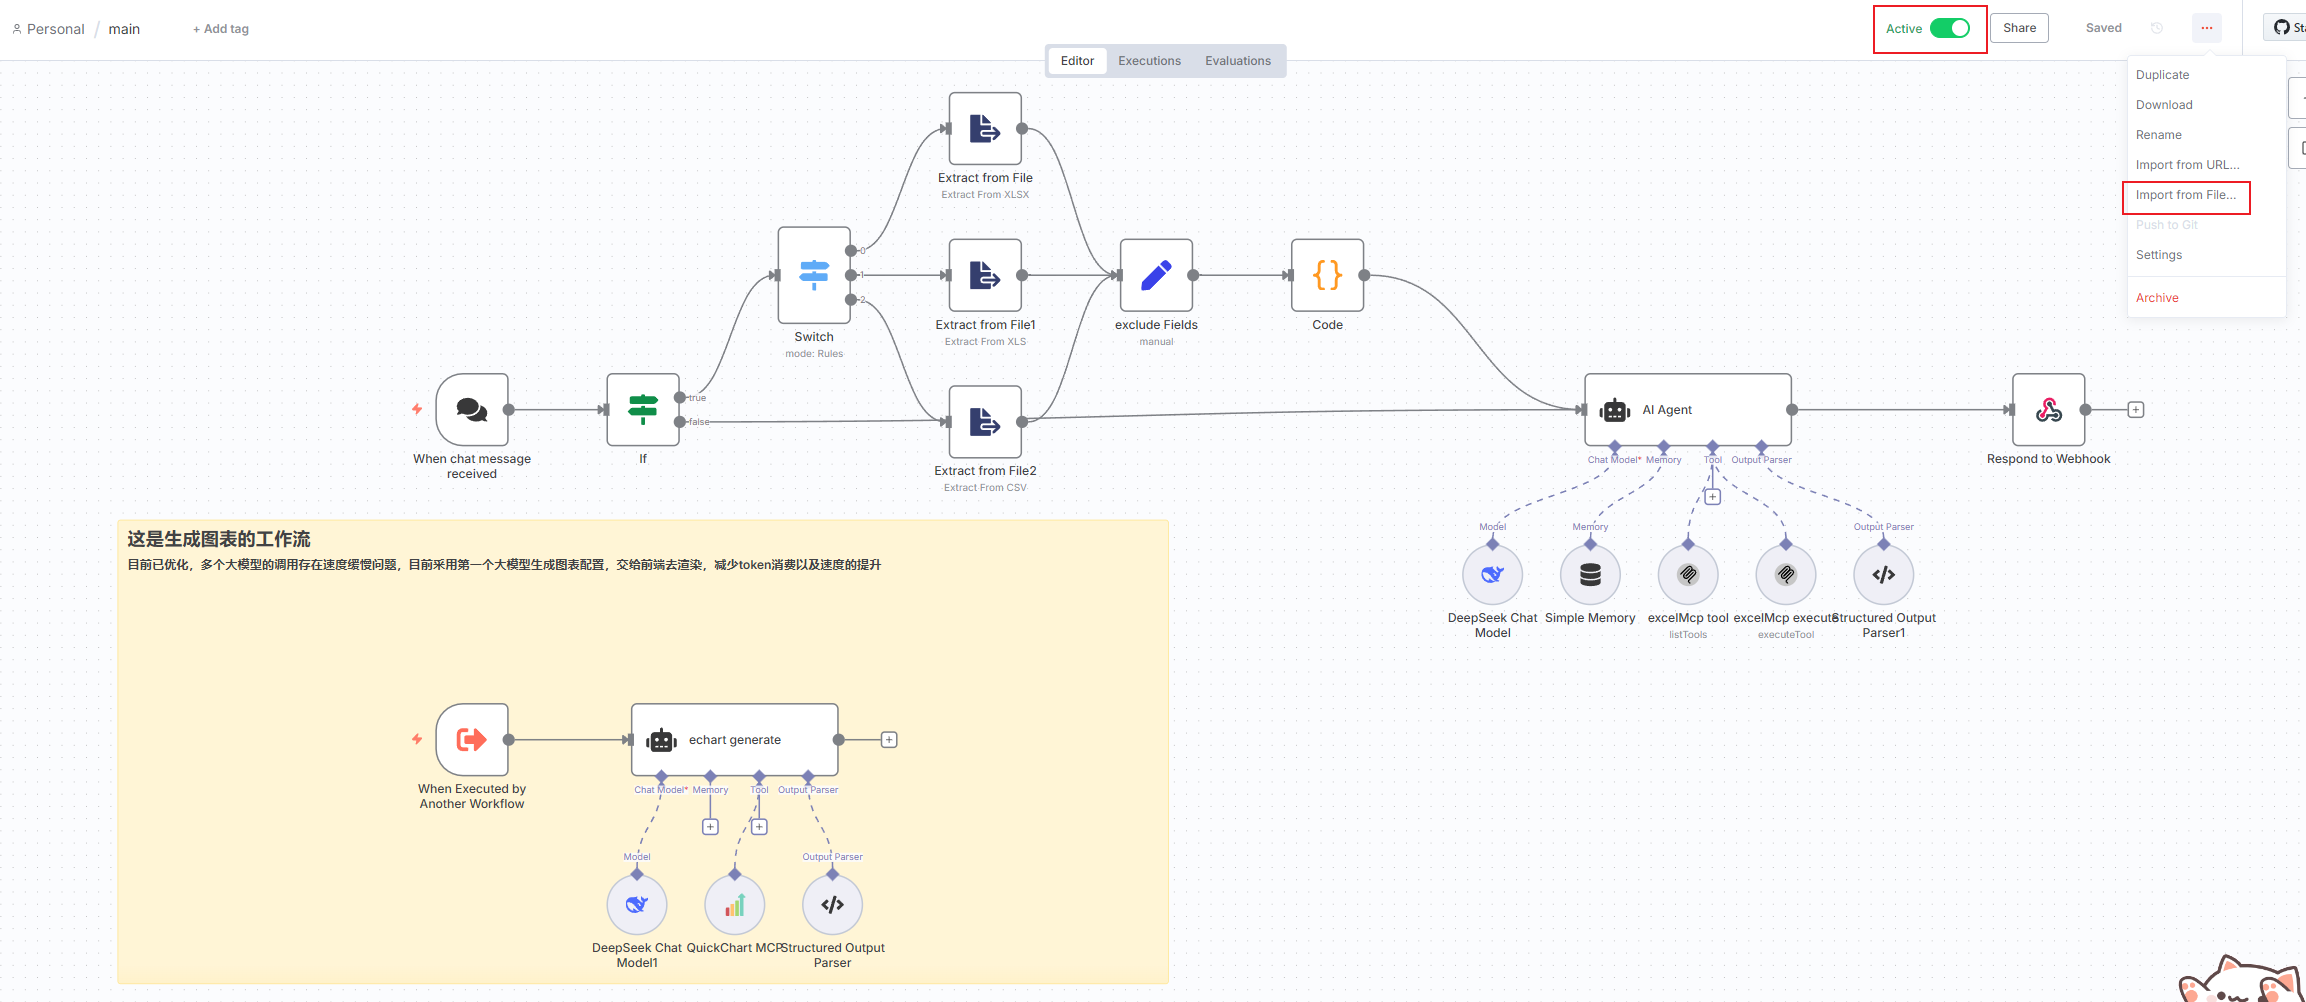 Personal / main
+ Add tag
Active
Share
Saved
Sta
Editor
Executions
Evaluations
Duplicate
Download
Rename
Import from URL...
Import from File...
Push to Git
Settings
Archive
Extract from File
Extract From XLSX
0
1
2
Switch
mode: Rules
Extract from File1
Extract From XLS
exclude Fields
manual
Code
When chat message
received
true
false
If
Extract from File2
Extract From CSV
AI Agent
Chat Model*
Memory
Tool
Output Parser
Respond to Webhook
Model
Memory
Output Parser
DeepSeek Chat
Model
Simple Memory
excelMcp tool
listTools
excelMcp execute
executeTool
Structured Output
Parser1
这是生成图表的工作流
目前已优化，多个大模型的调用存在速度缓慢问题，目前采用第一个大模型生成图表配置，交给前端去渲染，减少token消费以及速度的提升
When Executed by
Another Workflow
echart generate
Chat Model*
Memory
Tool
Output Parser
Model
Output Parser
DeepSeek Chat
Model1
QuickChart MCP
Structured Output
Parser